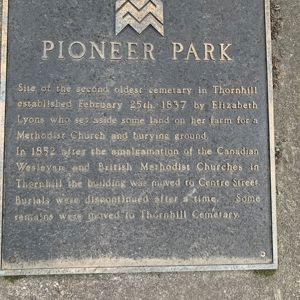 PIONEER PARK
Site of the second oldest cemetery in Thornhill
established February 25th 1837 by Elizabeth
Lyons who set aside some land on her farm for a
Methodist Church and burying ground.
In 1852 after the amalgamation of the Canadian
Wesleyan and British Methodist Churches in
Thornhill the building was moved to Centre Street.
Burials were discontinued after a time. Some
remains were moved to Thornhill Cemetary.